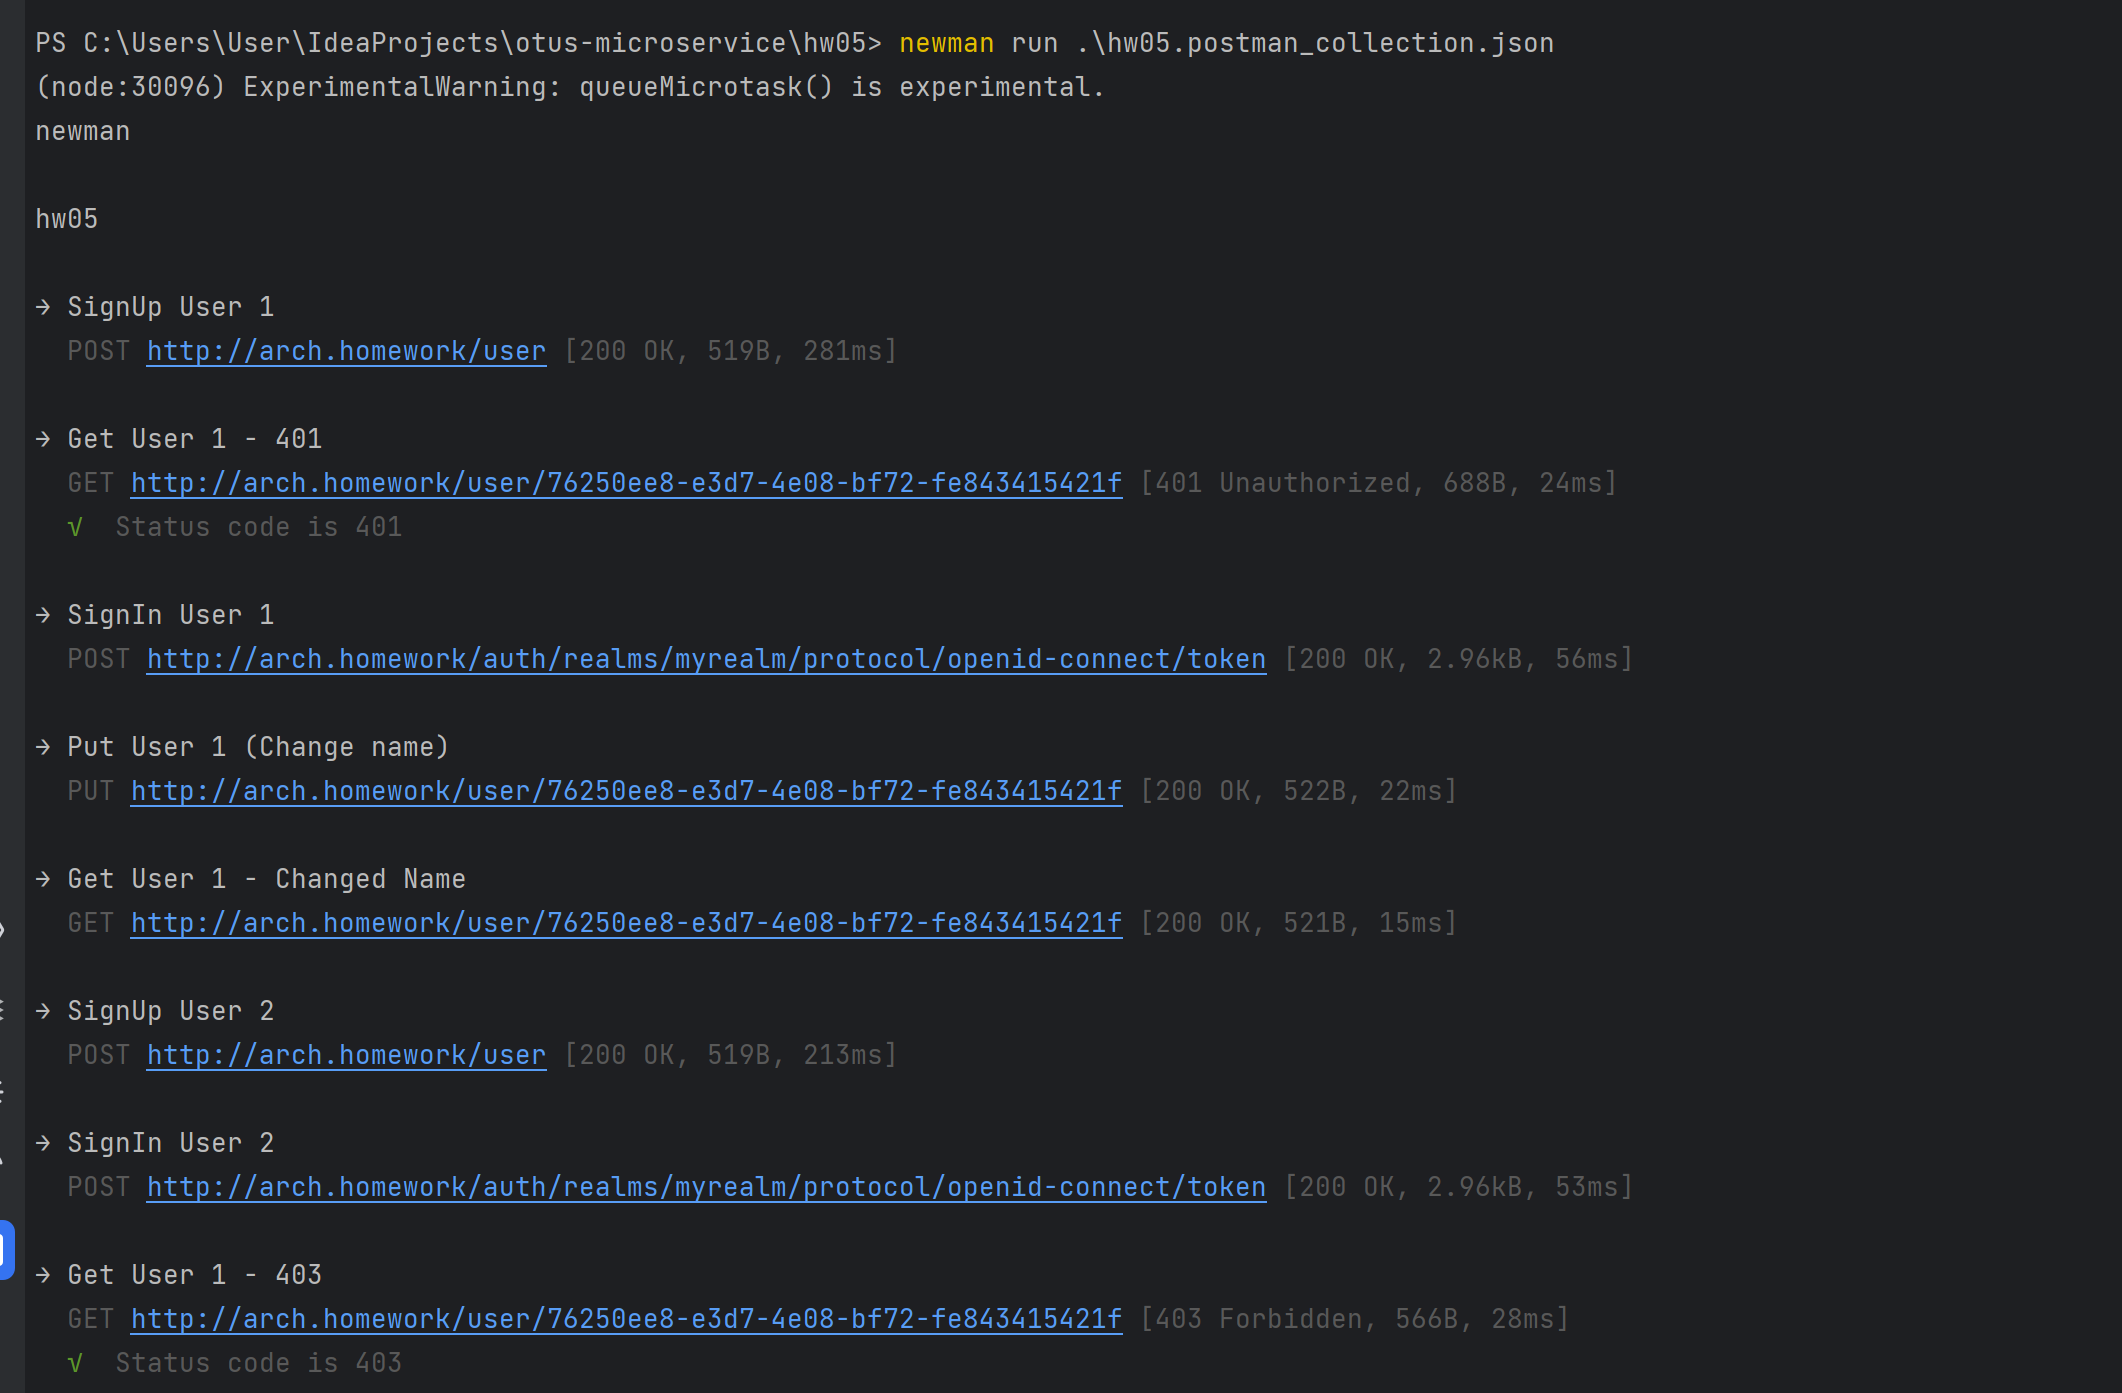 PS C:\Users\User\IdeaProjects\otus-microservice\hw05> newman run .\hw05.postman_collection.json
(node:30096) ExperimentalWarning: queueMicrotask() is experimental.
newman
hw05
→ SignUp User 1
POST http://arch.homework/user [200 OK, 519B, 281ms]
→ Get User 1 - 401
GET http://arch.homework/user/76250ee8-e3d7-4e08-bf72-fe843415421f [401 Unauthorized, 688B, 24ms]
√ Status code is 401
→ SignIn User 1
POST http://arch.homework/auth/realms/myrealm/protocol/openid-connect/token [200 OK, 2.96kB, 56ms]
→ Put User 1 (Change name)
PUT http://arch.homework/user/76250ee8-e3d7-4e08-bf72-fe843415421f [200 OK, 522B, 22ms]
→ Get User 1 - Changed Name
GET http://arch.homework/user/76250ee8-e3d7-4e08-bf72-fe843415421f [200 OK, 521B, 15ms]
→ SignUp User 2
POST http://arch.homework/user [200 OK, 519B, 213ms]
→ SignIn User 2
POST http://arch.homework/auth/realms/myrealm/protocol/openid-connect/token [200 OK, 2.96kB, 53ms]
→ Get User 1 - 403
GET http://arch.homework/user/76250ee8-e3d7-4e08-bf72-fe843415421f [403 Forbidden, 566B, 28ms]
√ Status code is 403